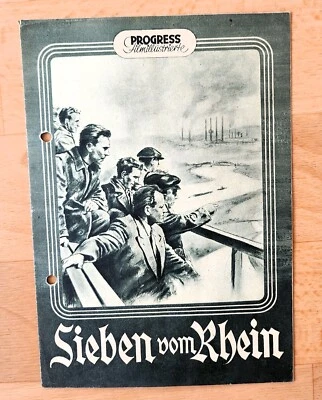 PROGRESS
Filmillustrierte
Sieben vom Rhein